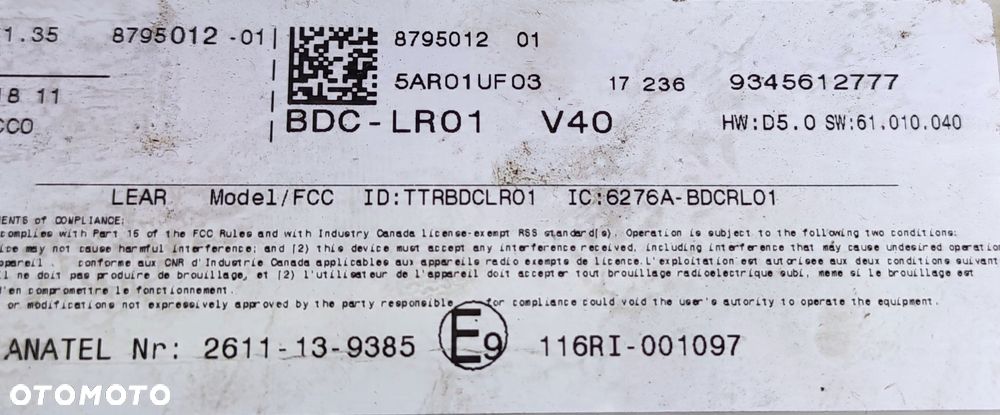 1.35 8795012 -01 8795012 01
5AR01UF03 17 236 9345612777
18 11
CCO BDC-LR01 V40 HW:D5.0 SW:61.010.040
LEAR Model/FCC ID:TTRBDCLR01 IC:6276A-BDCRL01
ENTS of COMPLIANCE:
complies with Part 15 of the FCC Rules and with Industry Canada license-exempt RSS standard(s). Operation is subject to the following two conditions:
ice may not cause harmful interference; and (2) this device must accept any interference received, including interference that may cause undesired operation
appareil conforme aux CNR d'Industrie Canada applicables aux appareils radio exempts de licence. L'exploitation est autorisee aux deux conditions suivant
il ne doit pas produire de brouillage, et (2) l'utilisateur de l'appareil doit accepter tout brouillage radioelectrique subi, meme si le brouillage est
d'en compromettre le fonctionnement.
or modifications not expressively approved by the party responsible for compliance could void the user's autority to operate the equipment.
ANATEL Nr: 2611-13-9385 E9 116RI-001097
OTOMOTO